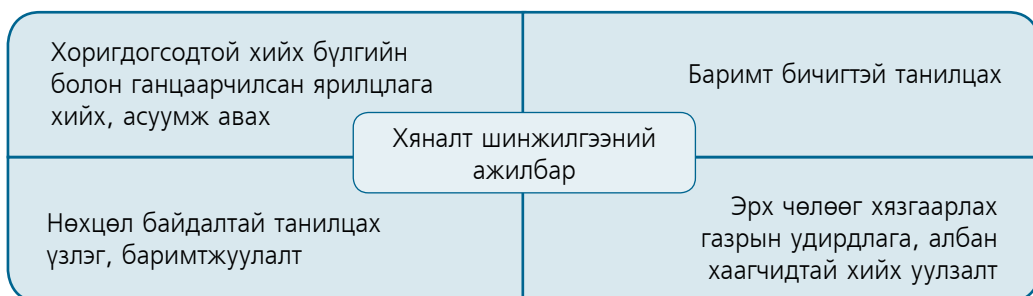 Хоригдогсодтой хийх бүлгийн
болон ганцаарчилсан ярилцлага
хийх, асуумж авах
Баримт бичигтэй танилцах
Хяналт шинжилгээний
ажилбар
Нөхцөл байдалтай танилцах
үзлэг, баримтжуулалт
Эрх чөлөөг хязгаарлах
газрын удирдлага, албан
хаагчидтай хийх уулзалт